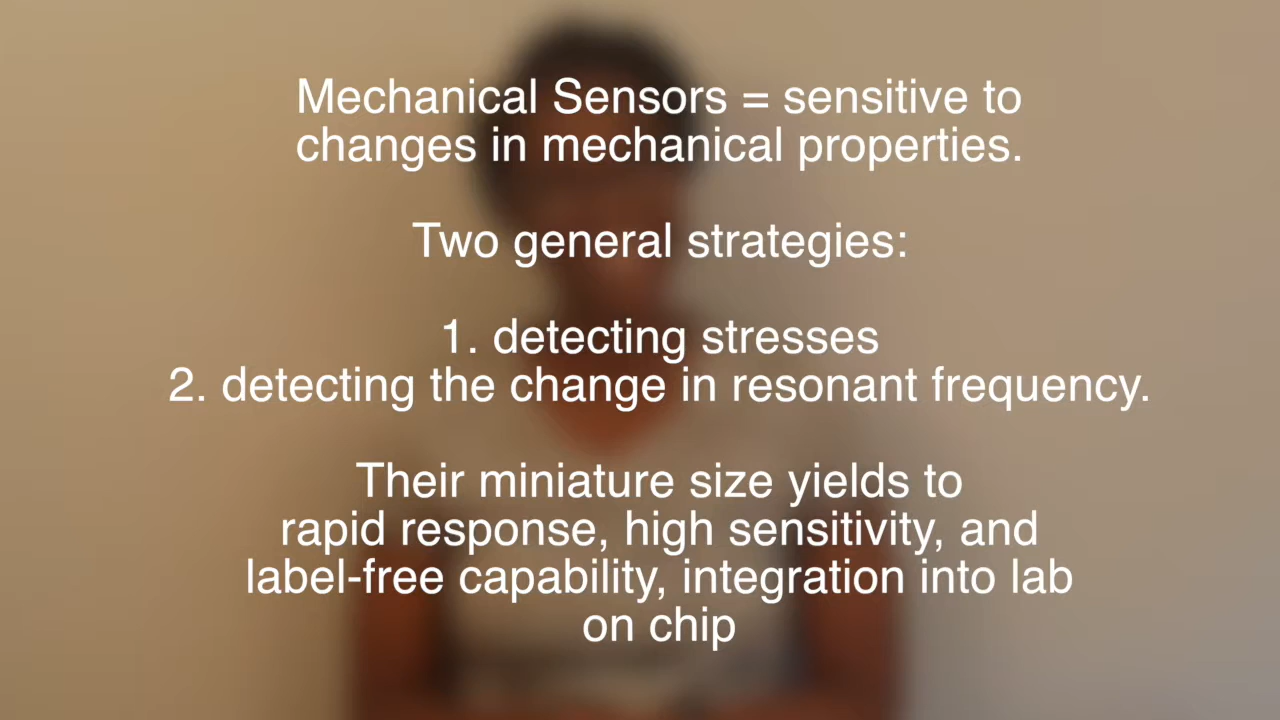 Mechanical Sensors = sensitive to
changes in mechanical properties.
Two general strategies:
1. detecting stresses
2. detecting the change in resonant frequency.
Their miniature size yields to
rapid response, high sensitivity, and
label-free capability, integration into lab
on chip